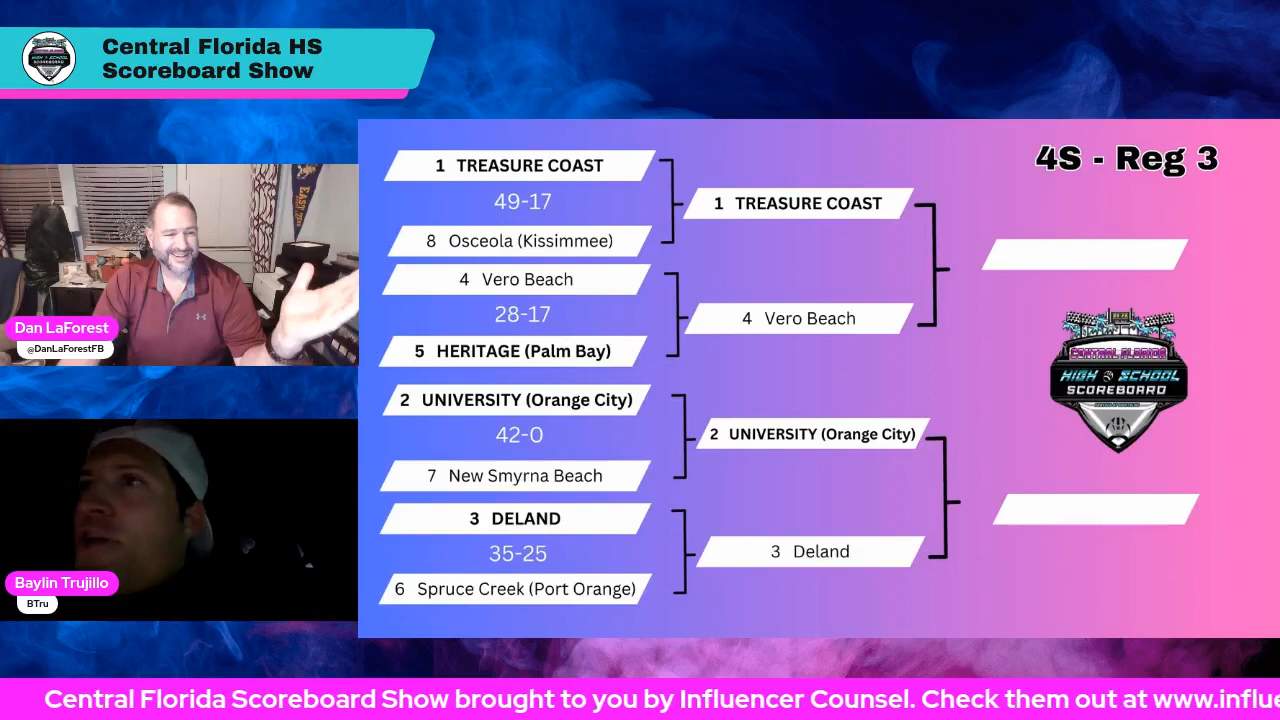 Central Florida HS
Scoreboard Show
4S - Reg 3
1 TREASURE COAST
49-17
8 Osceola (Kissimmee)
4 Vero Beach
28-17
5 HERITAGE (Palm Bay)
2 UNIVERSITY (Orange City)
42-0
7 New Smyrna Beach
3 DELAND
35-25
6 Spruce Creek (Port Orange)
1 TREASURE COAST
4 Vero Beach
2 UNIVERSITY (Orange City)
3 Deland
CENTRAL FLORIDA
HIGH SCHOOL
SCOREBOARD
EAST
Dan LaForest
@DanLaForestFB
Baylin Trujillo
BTru
Central Florida Scoreboard Show brought to you by Influencer Counsel. Check them out at www.influe